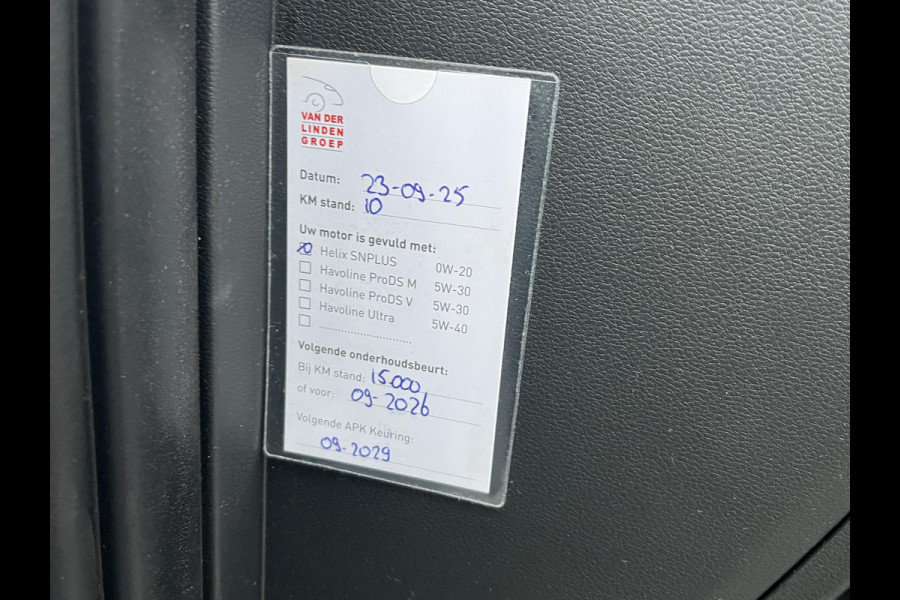 VAN DER
LINDEN
GROEP
Datum: 23-09-25
KM stand: 10
Uw motor is gevuld met:
Helix SNPLUS 0W-20
Havoline ProDS M 5W-30
Havoline ProDS V 5W-30
Havoline Ultra 5W-40
Volgende onderhoudsbeurt:
Bij KM stand: 15.000,
of voor: 09-2026
Volgende APK Keuring:
09-2029